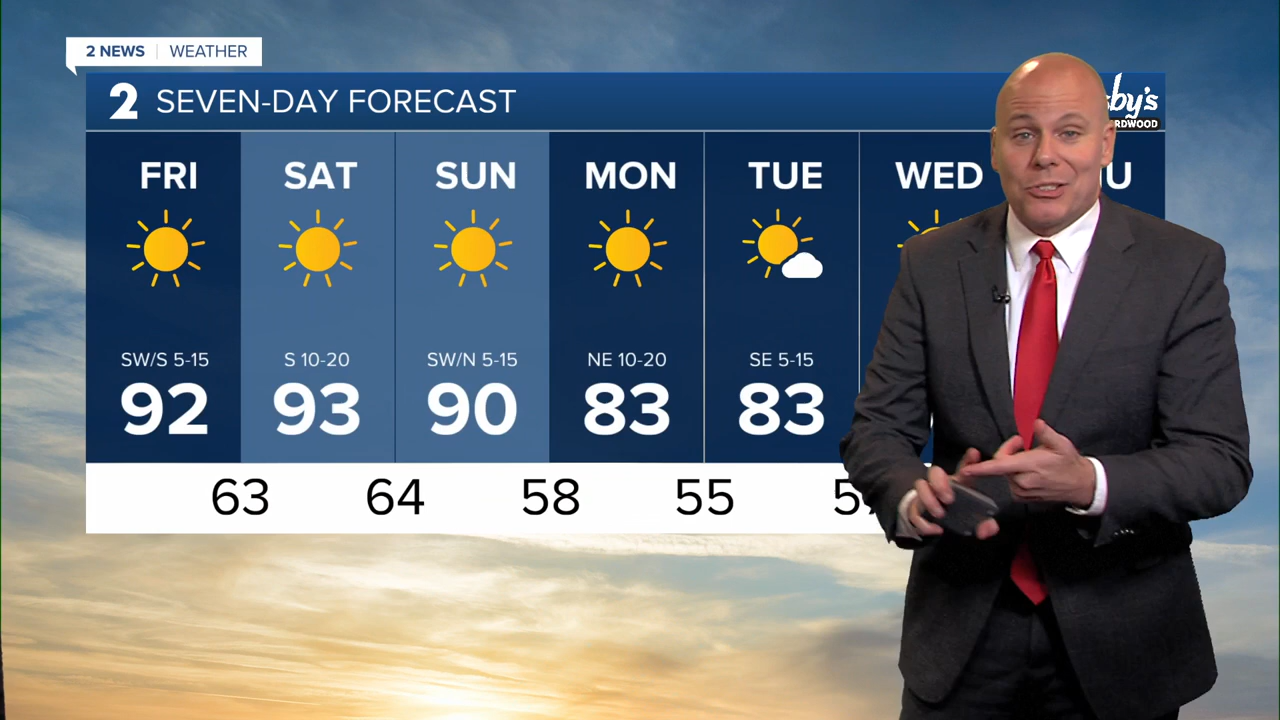 2 NEWS | WEATHER
2 SEVEN-DAY FORECAST
FRI SAT SUN MON TUE WED
SW/S 5-15 S 10-20 SW/N 5-15 NE 10-20 SE 5-15
92 93 90 83 83
63 64 58 55